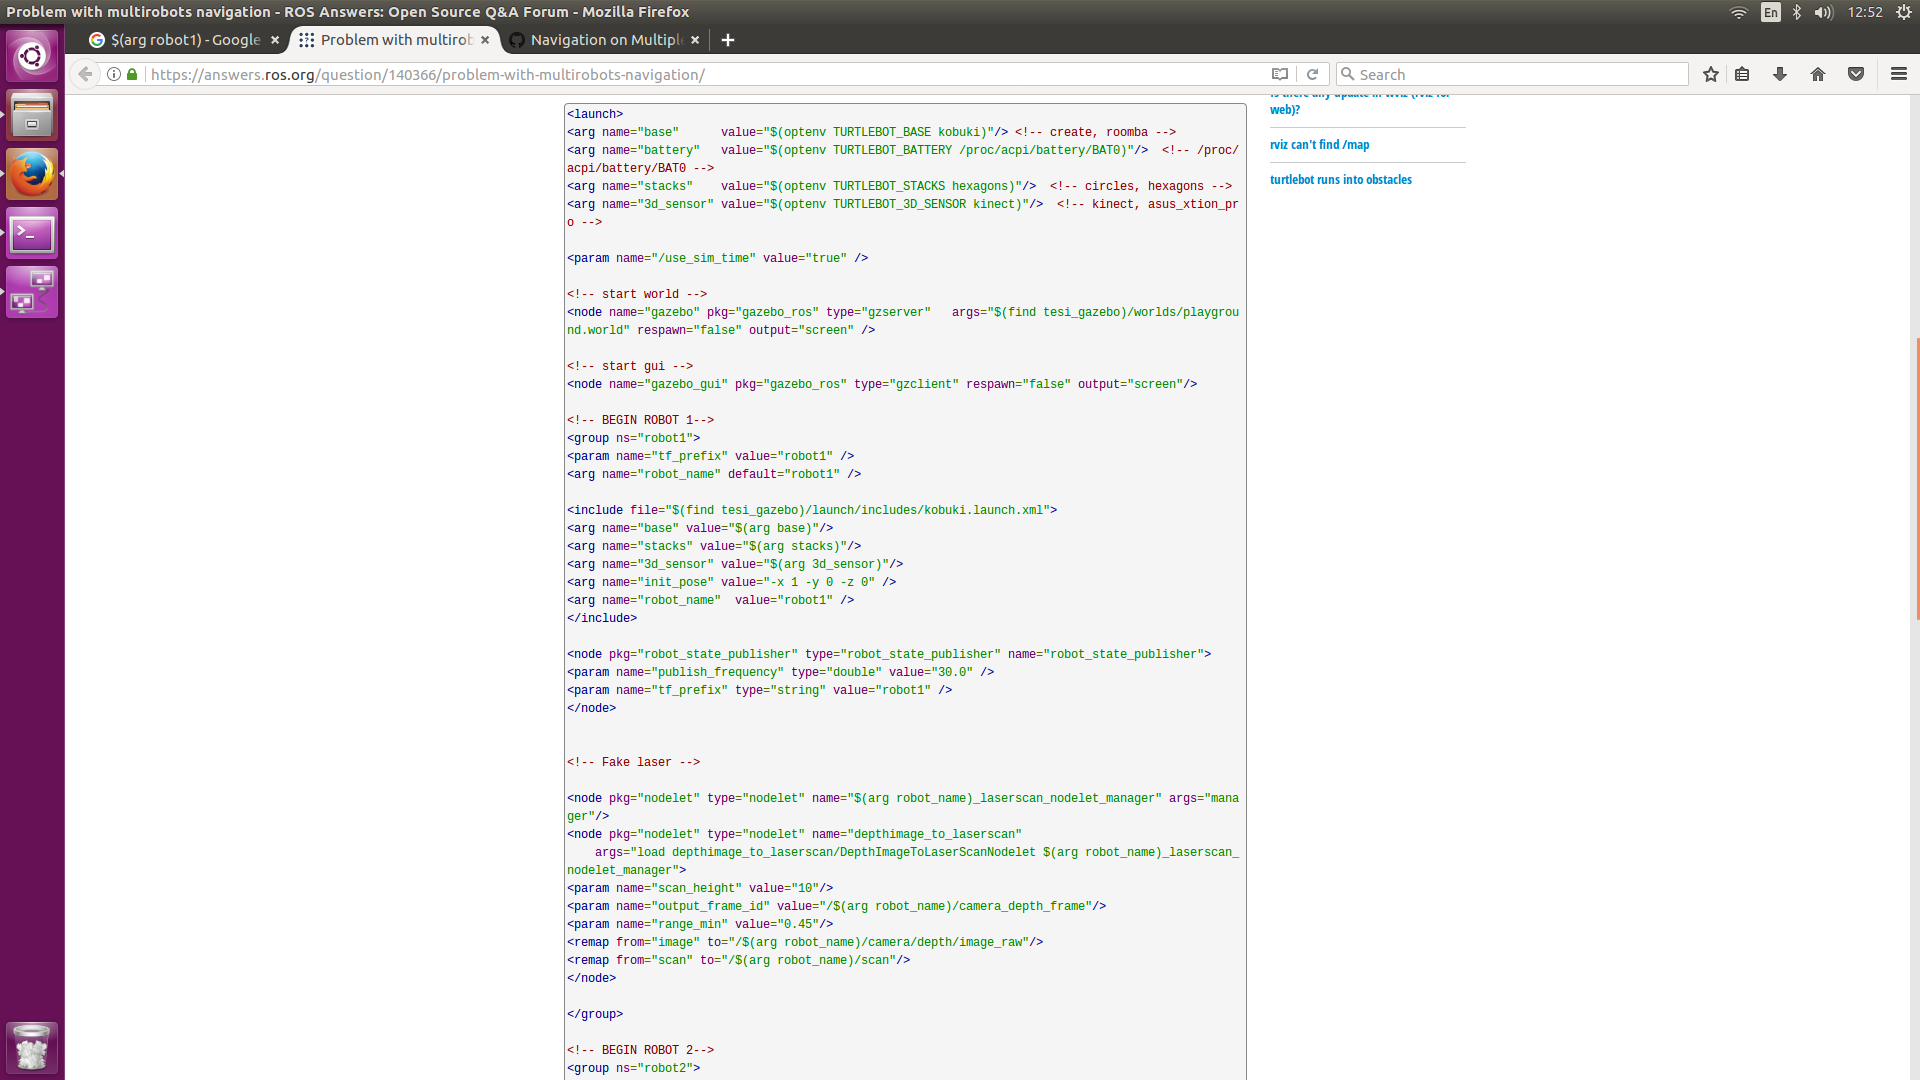 Problem with multirobots navigation - ROS Answers: Open Source Q&A Forum - Mozilla Firefox
En
12:52
$(arg robot1) - Google
Problem with multirob
Navigation on Multiple
https://answers.ros.org/question/140366/problem-with-multirobots-navigation/
Search
is there any update in wviz (rviz for
web)?
rviz can't find /map
turtlebot runs into obstacles
<launch>
<arg name="base"      value="$(optenv TURTLEBOT_BASE kobuki)"/> <!-- create, roomba -->
<arg name="battery"   value="$(optenv TURTLEBOT_BATTERY /proc/acpi/battery/BAT0)"/>  <!-- /proc/
acpi/battery/BAT0 -->
<arg name="stacks"    value="$(optenv TURTLEBOT_STACKS hexagons)"/>  <!-- circles, hexagons -->
<arg name="3d_sensor" value="$(optenv TURTLEBOT_3D_SENSOR kinect)"/>  <!-- kinect, asus_xtion_pr
o -->
<param name="/use_sim_time" value="true" />
<!-- start world -->
<node name="gazebo" pkg="gazebo_ros" type="gzserver"   args="$(find tesi_gazebo)/worlds/playgrou
nd.world" respawn="false" output="screen" />
<!-- start gui -->
<node name="gazebo_gui" pkg="gazebo_ros" type="gzclient" respawn="false" output="screen"/>
<!-- BEGIN ROBOT 1-->
<group ns="robot1">
<param name="tf_prefix" value="robot1" />
<arg name="robot_name" default="robot1" />
<include file="$(find tesi_gazebo)/launch/includes/kobuki.launch.xml">
<arg name="base" value="$(arg base)"/>
<arg name="stacks" value="$(arg stacks)"/>
<arg name="3d_sensor" value="$(arg 3d_sensor)"/>
<arg name="init_pose" value="-x 1 -y 0 -z 0" />
<arg name="robot_name"  value="robot1" />
</include>
<node pkg="robot_state_publisher" type="robot_state_publisher" name="robot_state_publisher">
<param name="publish_frequency" type="double" value="30.0" />
<param name="tf_prefix" type="string" value="robot1" />
</node>
<!-- Fake laser -->
<node pkg="nodelet" type="nodelet" name="$(arg robot_name)_laserscan_nodelet_manager" args="mana
ger"/>
<node pkg="nodelet" type="nodelet" name="depthimage_to_laserscan"
    args="load depthimage_to_laserscan/DepthImageToLaserScanNodelet $(arg robot_name)_laserscan_
nodelet_manager">
<param name="scan_height" value="10"/>
<param name="output_frame_id" value="/$(arg robot_name)/camera_depth_frame"/>
<param name="range_min" value="0.45"/>
<remap from="image" to="/$(arg robot_name)/camera/depth/image_raw"/>
<remap from="scan" to="/$(arg robot_name)/scan"/>
</node>
</group>
<!-- BEGIN ROBOT 2-->
<group ns="robot2">